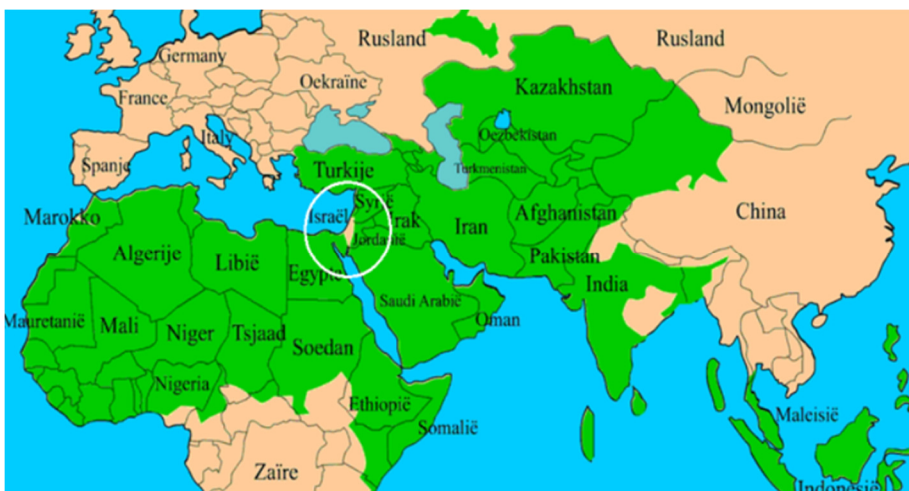 Rusland
Rusland
Germany
Oekraïne
Kazakhstan
France
Mongolië
Italy
Oezbekistan
Spanje
Turkije
Turkmenistan
Marokko
Israël
Syrië
Irak
Iran
Afghanistan
China
Jordanië
Algerije
Libië
Egypte
Pakistan
India
Saudi Arabië
Mauretanië
Mali
Niger
Tsjaad
Soedan
Oman
Nigeria
Ethiopië
Somalië
Maleisië
Zaïre
Indonesië